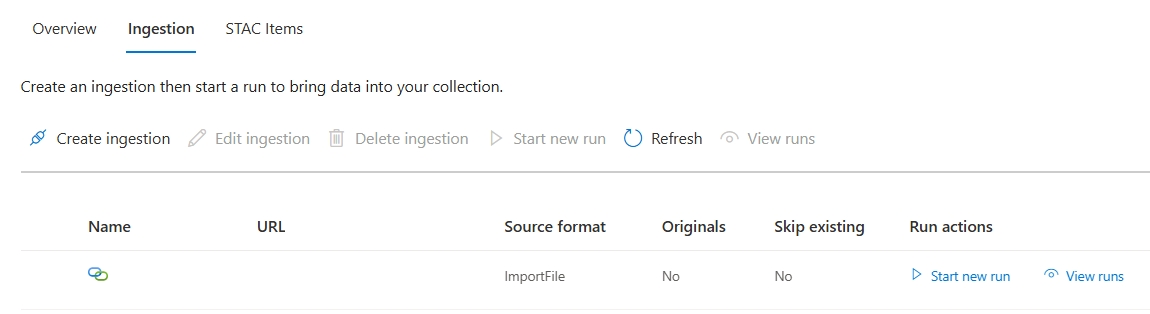 Overview Ingestion STAC Items
Create an ingestion then start a run to bring data into your collection.
Create ingestion Edit ingestion Delete ingestion Start new run Refresh View runs
Name URL Source format Originals Skip existing Run actions
ImportFile No No Start new run View runs